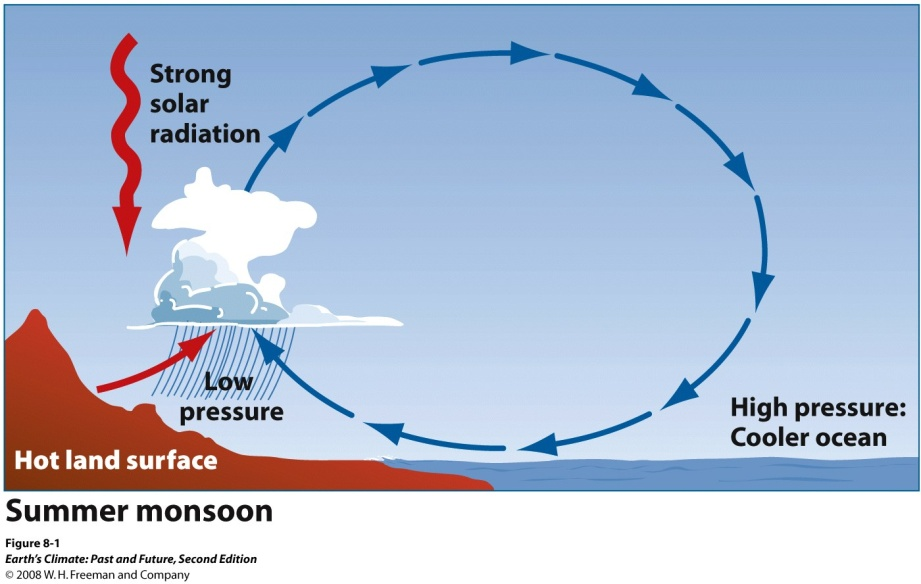 Strong
solar
radiation
Low
pressure
High pressure:
Cooler ocean
Hot land surface
Summer monsoon
Figure 8-1
Earth's Climate: Past and Future, Second Edition
© 2008 W. H. Freeman and Company